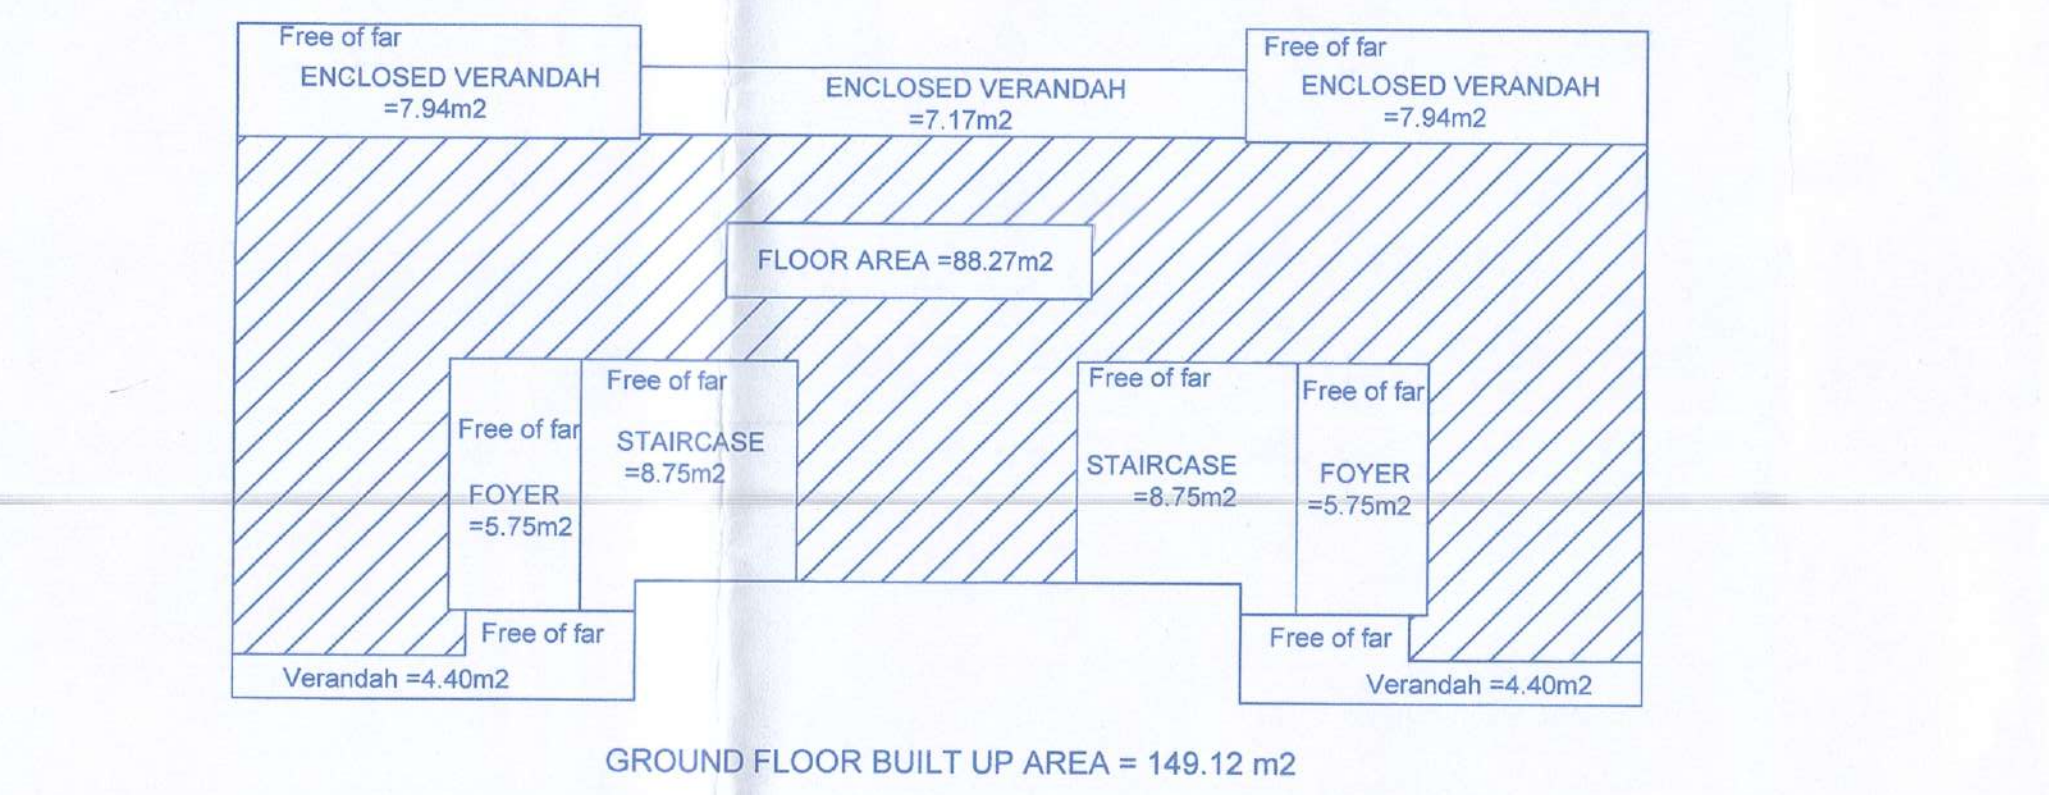 Free of far
ENCLOSED VERANDAH
=7.94m2
ENCLOSED VERANDAH
=7.17m2
Free of far
ENCLOSED VERANDAH
=7.94m2
FLOOR AREA =88.27m2
Free of far
FOYER
=5.75m2
Free of far
STAIRCASE
=8.75m2
Free of far
STAIRCASE
=8.75m2
Free of far
FOYER
=5.75m2
Free of far
Verandah =4.40m2
Free of far
Verandah =4.40m2
GROUND FLOOR BUILT UP AREA = 149.12 m2